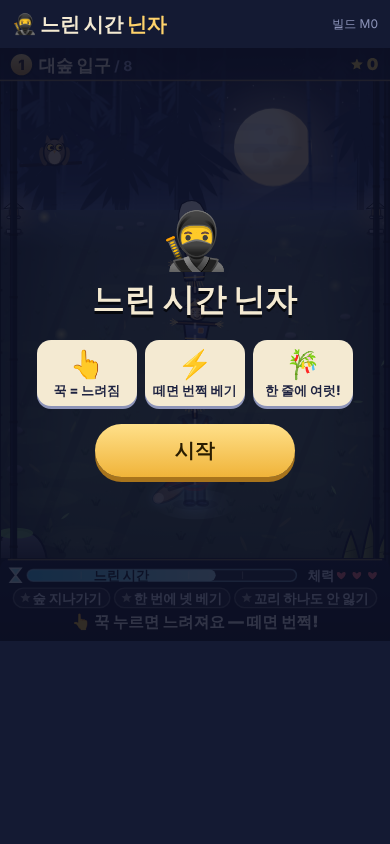 느린 시간 닌자
빌드 M0
1 대숲 입구 / 8
★ 0
느린 시간 닌자
꾹 = 느려짐
떼면 번쩍 베기
한 줄에 여럿!
시작
느린 시간
체력
★숲 지나가기
★한 번에 넷 베기
★꼬리 하나도 안 잃기
꾹 누르면 느려져요 — 떼면 번쩍!